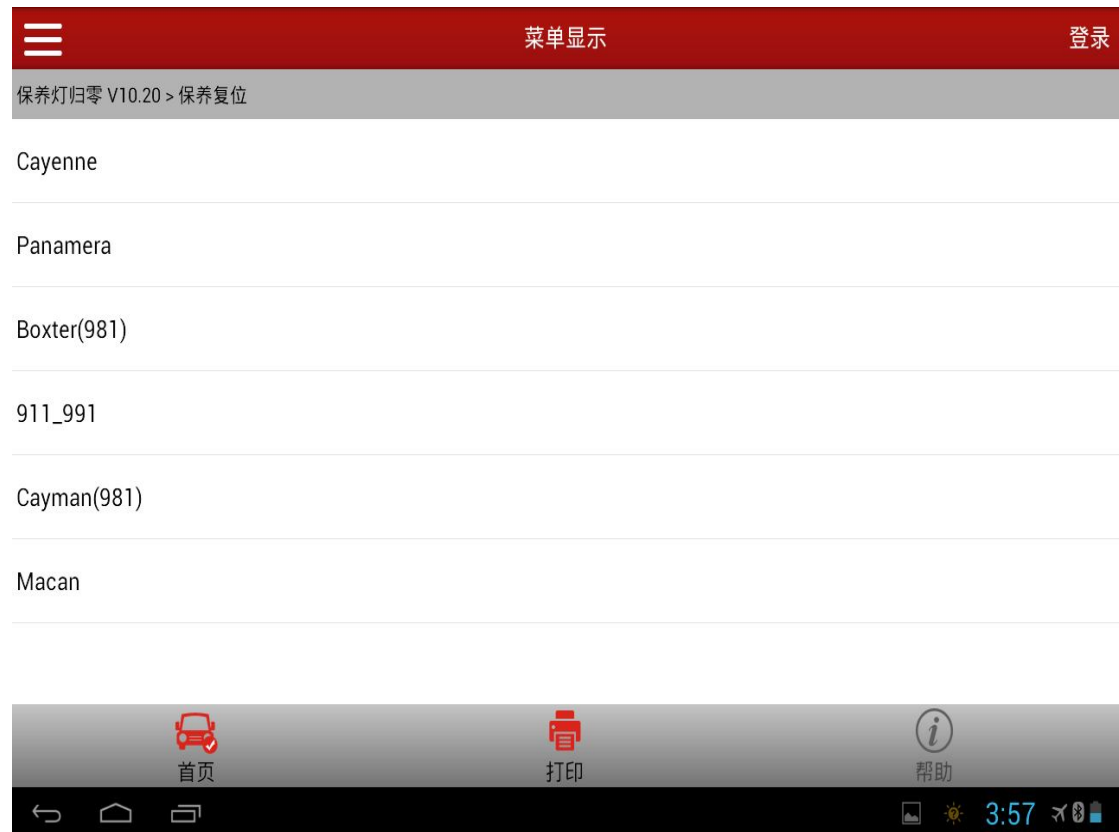 菜单显示
登录
保养灯归零 V10.20 > 保养复位
Cayenne
Panamera
Boxter(981)
911_991
Cayman(981)
Macan
首页
打印
帮助
3:57